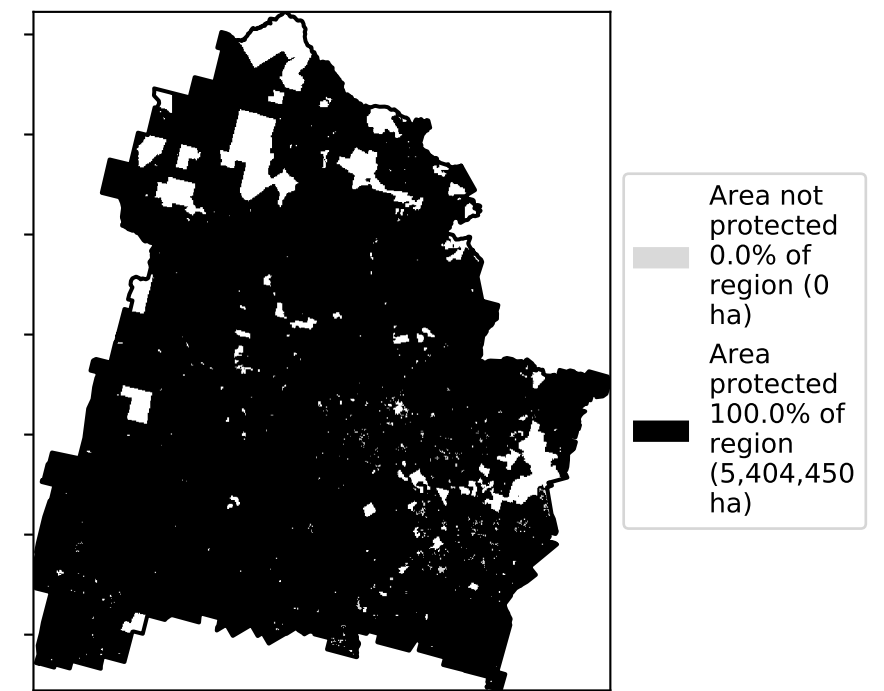 Area not
protected
0.0% of
region (0
ha)
Area
protected
100.0% of
region
(5,404,450
ha)